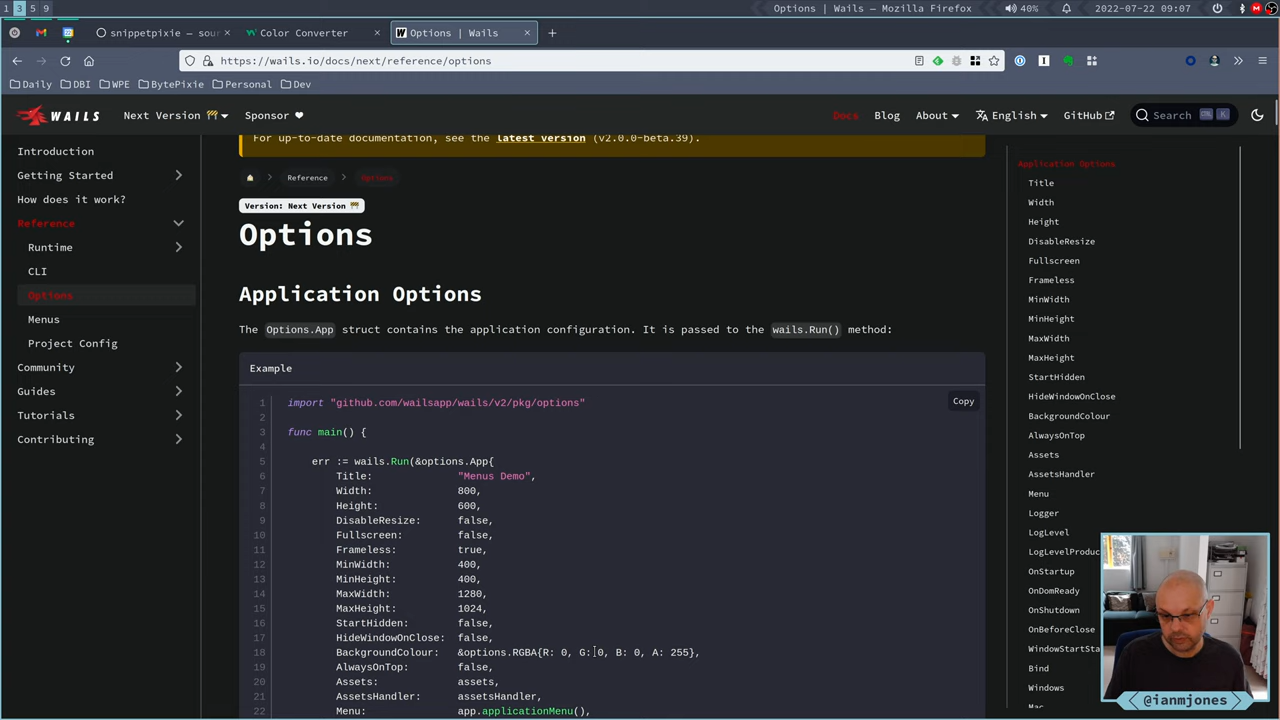 1 3 5 9
Options | Wails — Mozilla Firefox
40%
2022-07-22 09:07
snippetpixie — sour
Color Converter
Options | Wails
https://wails.io/docs/next/reference/options
Daily
DBI
WPE
BytePixie
Personal
Dev
WAILS
Next Version 🚧
Sponsor ❤
Docs
Blog
About
English
GitHub
Search
K
Introduction
Getting Started
How does it work?
Reference
Runtime
CLI
Options
Menus
Project Config
Community
Guides
Tutorials
Contributing
For up-to-date documentation, see the latest version (v2.0.0-beta.39).
Reference
Options
Version: Next Version 🚧
Options
Application Options
The Options.App struct contains the application configuration. It is passed to the wails.Run() method:
Example
Copy
1 import "github.com/wailsapp/wails/v2/pkg/options"
2
3 func main() {
4
5 err := wails.Run(&options.App{
6 Title: "Menus Demo",
7 Width: 800,
8 Height: 600,
9 DisableResize: false,
10 Fullscreen: false,
11 Frameless: true,
12 MinWidth: 400,
13 MinHeight: 400,
14 MaxWidth: 1280,
15 MaxHeight: 1024,
16 StartHidden: false,
17 HideWindowOnClose: false,
18 BackgroundColour: &options.RGBA{R: 0, G: 0, B: 0, A: 255},
19 AlwaysOnTop: false,
20 Assets: assets,
21 AssetsHandler: assetsHandler,
22 Menu: app.applicationMenu(),
Application Options
Title
Width
Height
DisableResize
Fullscreen
Frameless
MinWidth
MinHeight
MaxWidth
MaxHeight
StartHidden
HideWindowOnClose
BackgroundColour
AlwaysOnTop
Assets
AssetsHandler
Menu
Logger
LogLevel
LogLevelProduc
OnStartup
OnDomReady
OnShutdown
OnBeforeClose
WindowStartSta
Bind
Windows
Mac
@ianmjones